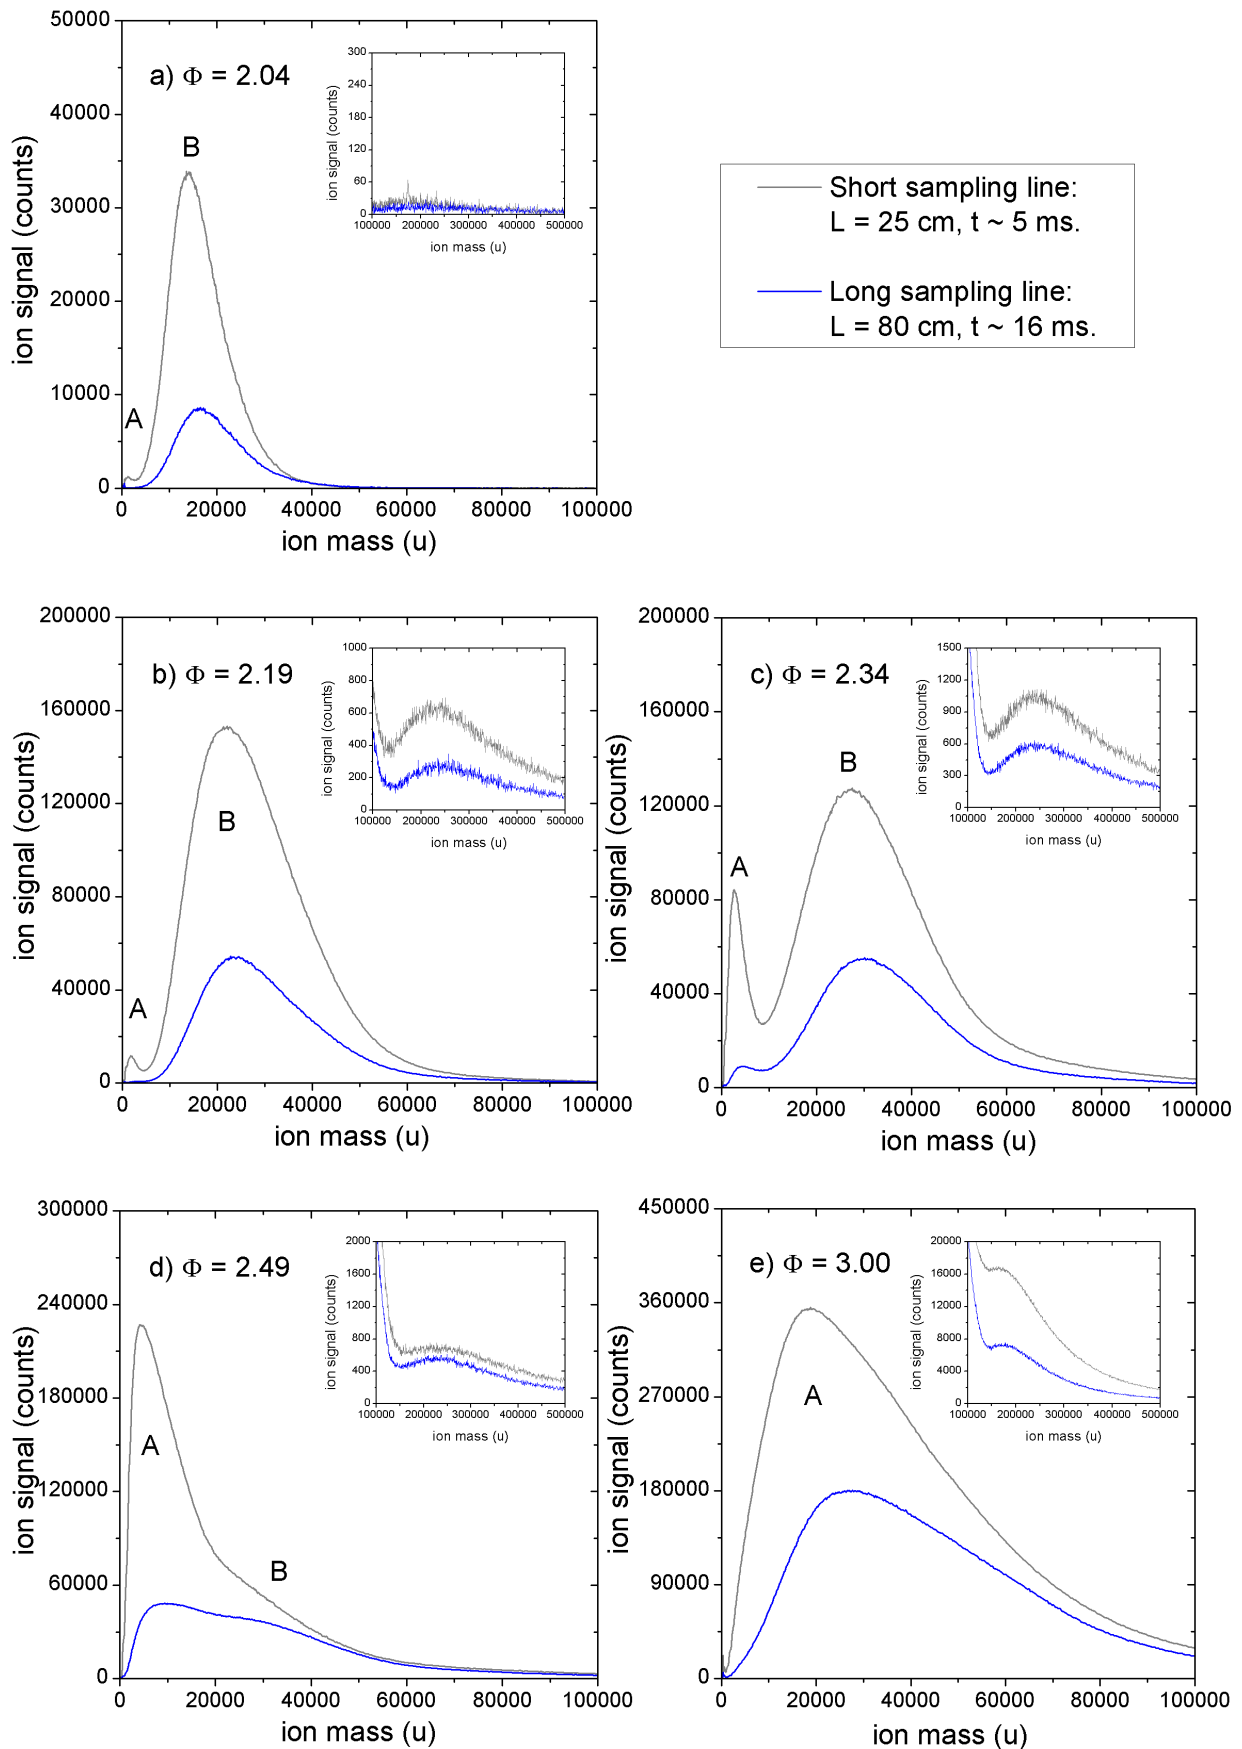 50000
40000
30000
20000
10000
0
ion signal (counts)
a) Φ = 2.04
B
A
300
240
180
120
60
0
ion signal (counts)
100000 200000 300000 400000 500000
ion mass (u)
0 20000 40000 60000 80000 100000
ion mass (u)
Short sampling line:
L = 25 cm, t ~ 5 ms.
Long sampling line:
L = 80 cm, t ~ 16 ms.
200000
160000
120000
80000
40000
0
ion signal (counts)
b) Φ = 2.19
B
A
1000
800
600
400
200
0
ion signal (counts)
100000 200000 300000 400000 500000
ion mass (u)
0 20000 40000 60000 80000 100000
ion mass (u)
200000
160000
120000
80000
40000
0
ion signal (counts)
c) Φ = 2.34
B
A
1500
1200
900
600
300
0
ion signal (counts)
100000 200000 300000 400000 500000
ion mass (u)
0 20000 40000 60000 80000 100000
ion mass (u)
300000
240000
180000
120000
60000
0
ion signal (counts)
d) Φ = 2.49
A
B
2000
1600
1200
800
400
0
ion signal (counts)
100000 200000 300000 400000 500000
ion mass (u)
0 20000 40000 60000 80000 100000
ion mass (u)
450000
360000
270000
180000
90000
0
ion signal (counts)
e) Φ = 3.00
A
20000
16000
12000
8000
4000
0
ion signal (counts)
100000 200000 300000 400000 500000
ion mass (u)
0 20000 40000 60000 80000 100000
ion mass (u)